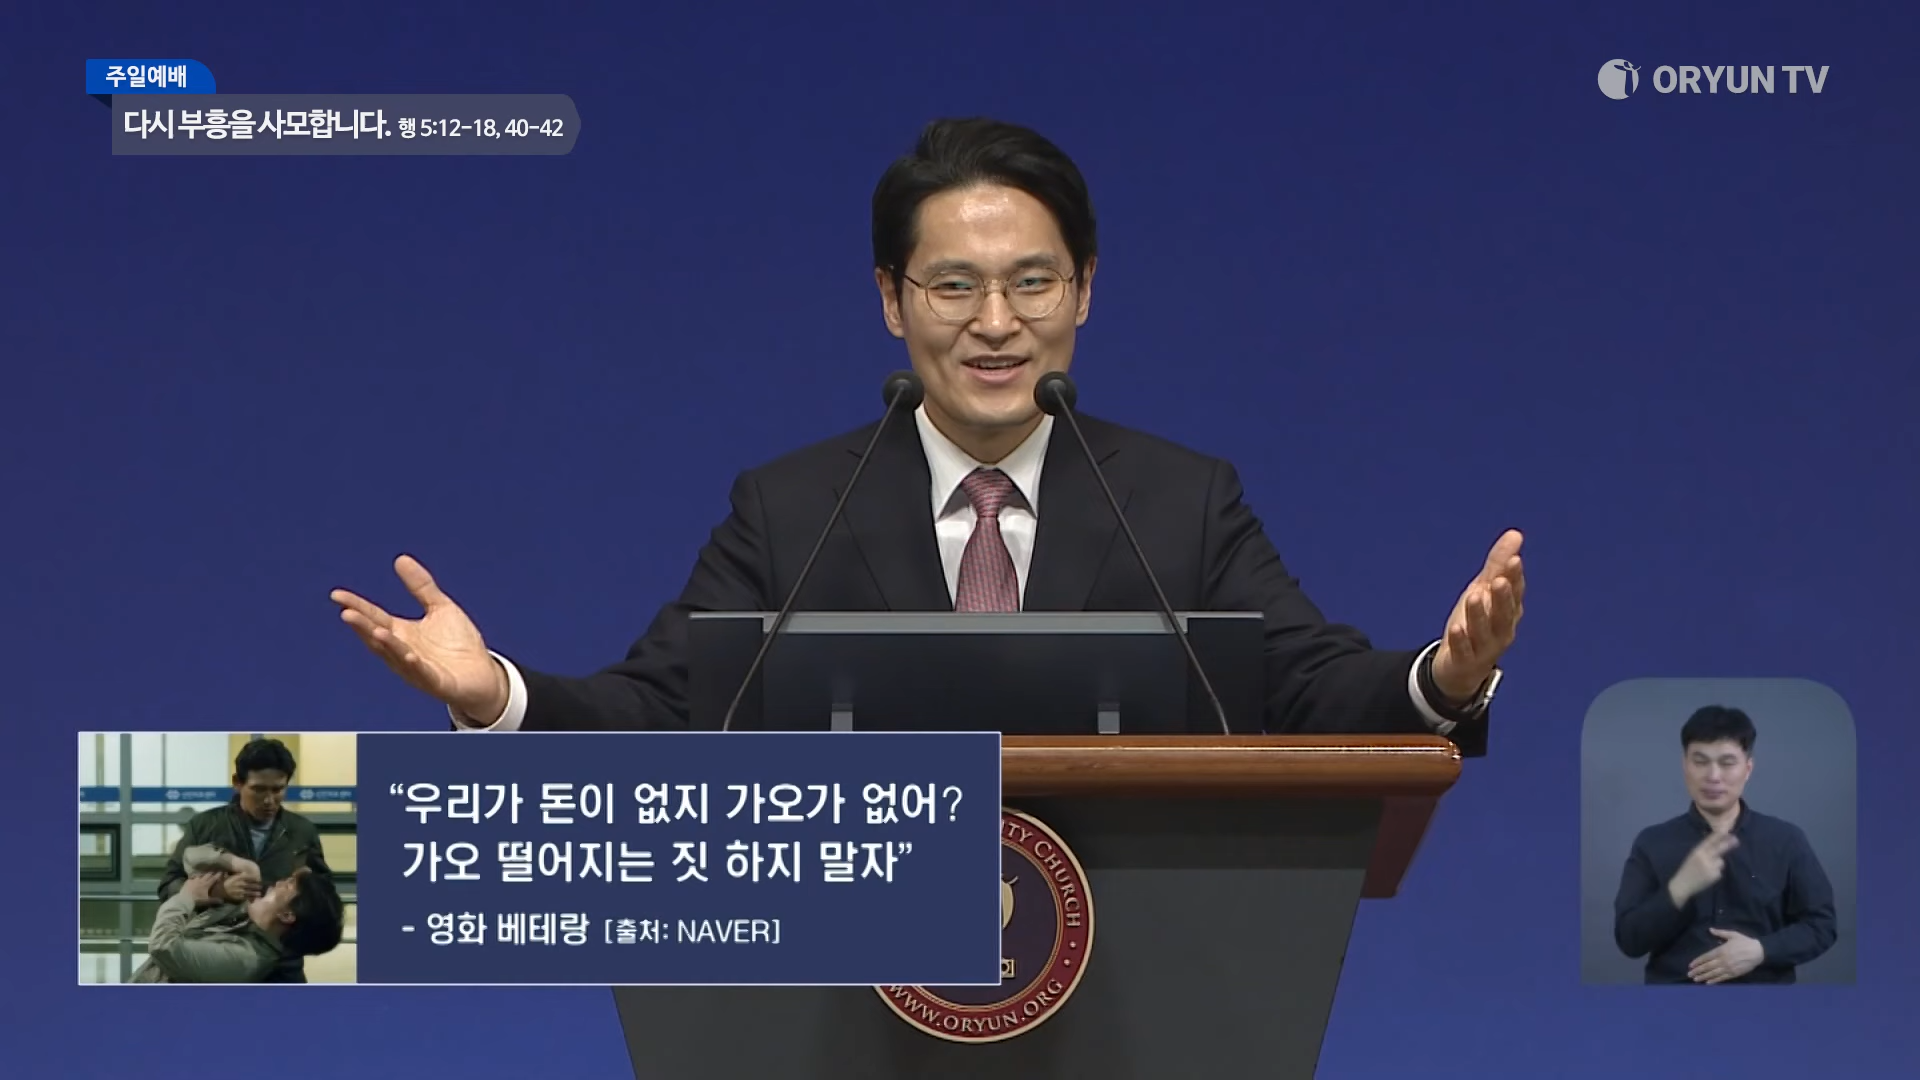 주일예배
다시 부흥을 사모합니다. 행 5:12-18, 40-42
ORYUN TV
“우리가 돈이 없지 가오가 없어?
가오 떨어지는 짓 하지 말자”
- 영화 베테랑 [출처: NAVER]
ITY CHURCH
WWW.ORYUN.ORG